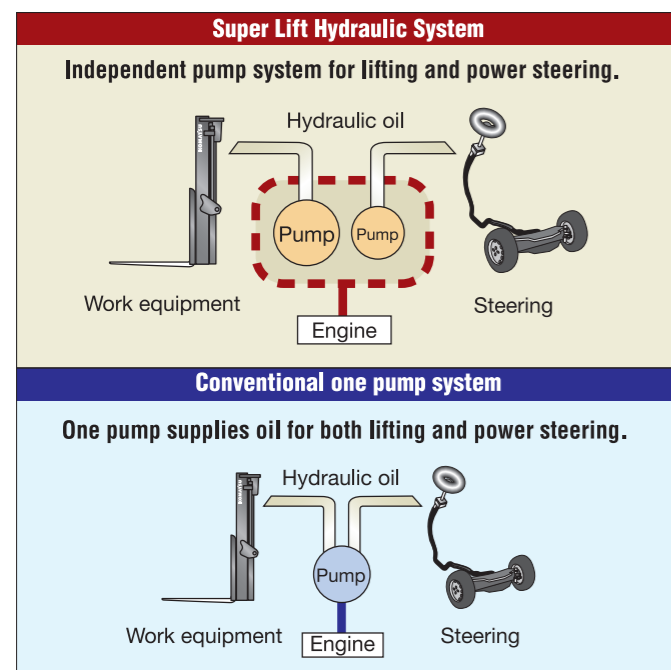 Super Lift Hydraulic System
Independent pump system for lifting and power steering.
Hydraulic oil
Pump
Pump
Work equipment
Steering
Engine
Conventional one pump system
One pump supplies oil for both lifting and power steering.
Hydraulic oil
Pump
Work equipment
Engine
Steering